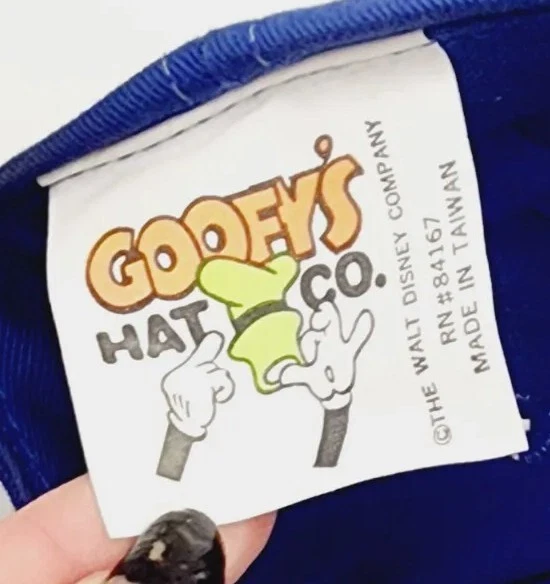 GOOFY'S
HAT CO.
©THE WALT DISNEY COMPANY
RN#84167
MADE IN TAIWAN